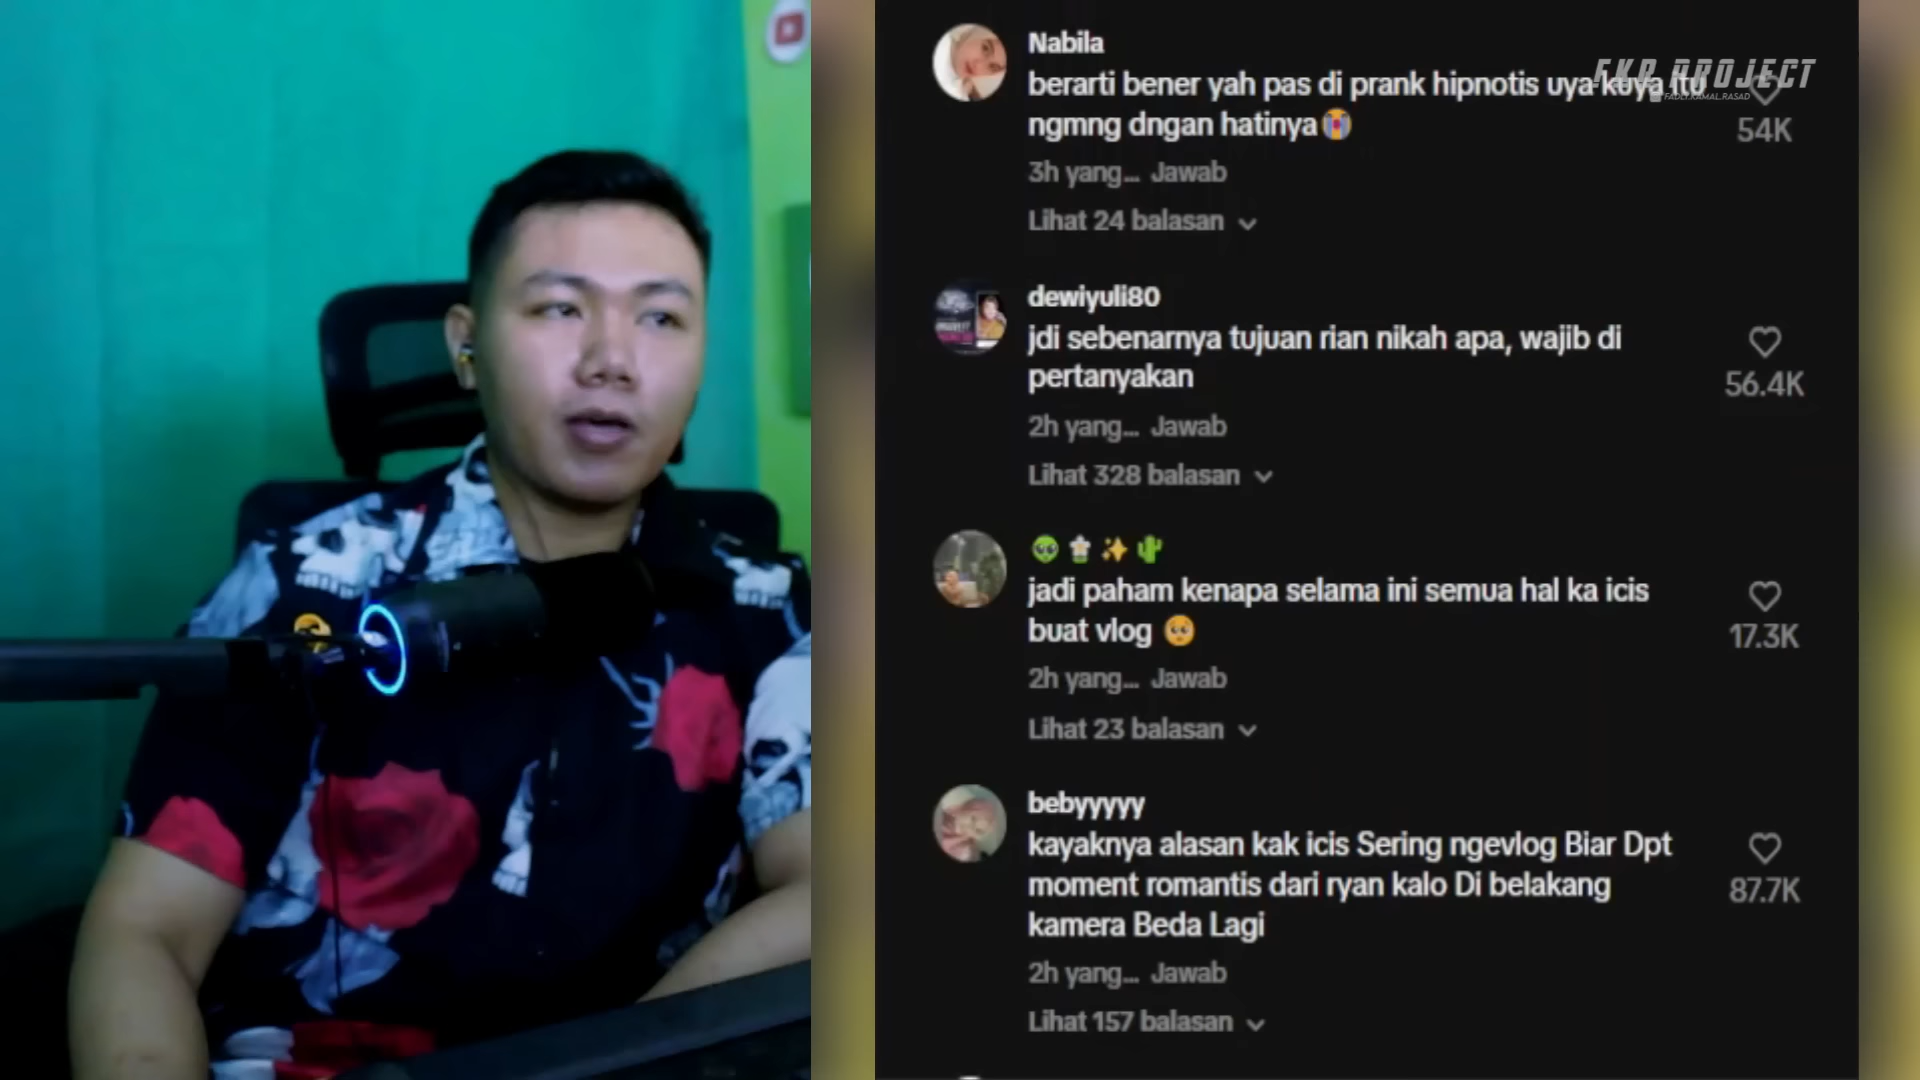 FKR PROJECT
FADLI.KAMAL.RASAD
Nabila
berarti bener yah pas di prank hipnotis uya kuya itu
ngmng dngan hatinya😭
54K
3h yang... Jawab
Lihat 24 balasan
dewiyuli80
jdi sebenarnya tujuan rian nikah apa, wajib di
pertanyakan
56.4K
2h yang... Jawab
Lihat 328 balasan
jadi paham kenapa selama ini semua hal ka icis
buat vlog 🥺
17.3K
2h yang... Jawab
Lihat 23 balasan
bebyyyyy
kayaknya alasan kak icis Sering ngevlog Biar Dpt
moment romantis dari ryan kalo Di belakang
kamera Beda Lagi
87.7K
2h yang... Jawab
Lihat 157 balasan